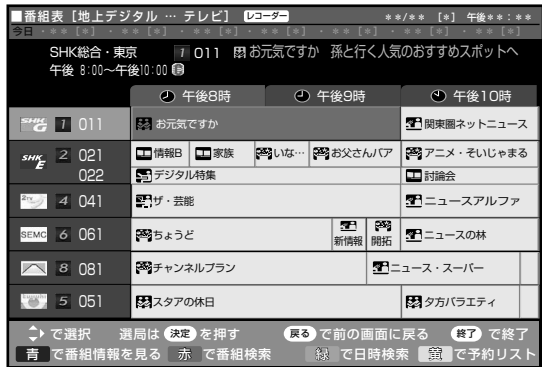 ■番組表 [地上デジタル … テレビ] レコーダー **/** [*] 午後**:**
今日 ・ ** [*] ・ ** [*] ・ ** [*] ・ ** [*] ・ ** [*] ・ ** [*] ・ ** [*]
SHK総合・東京 1 011 お元気ですか 孫と行く人気のおすすめスポットへ
午後 8:00~午後10:00
午後8時 午後9時 午後10時
SHK G 1 011 お元気ですか 関東圏ネットニュース
SHK E 2 021 情報B 家族 いな… お父さんバア アニメ・そいじゃまる
022 デジタル特集 討論会
4 041 ザ・芸能 ニュースアルファ
SEMC 6 061 ちょうど 新情報 開拓 ニュースの林
8 081 チャンネルプラン ニュース・スーパー
5 051 スタアの休日 夕方バラエティ
で選択 選局は 決定 を押す 戻る で前の画面に戻る 終了 で終了
青 で番組情報を見る 赤 で番組検索 緑 で日時検索 黄 で予約リスト